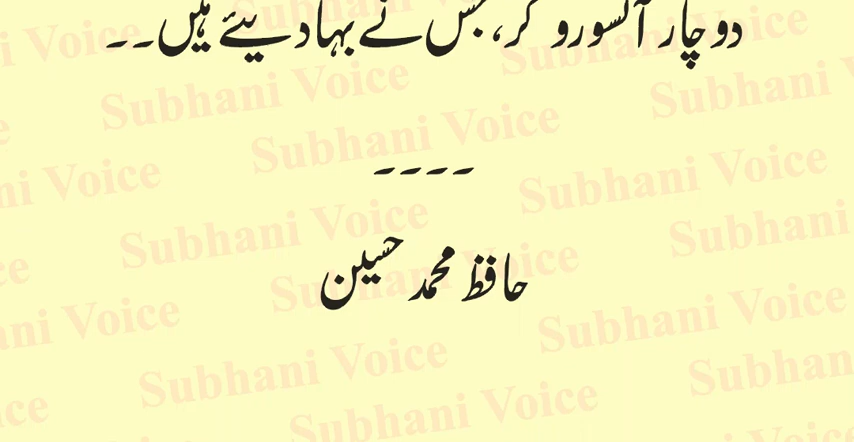 دو چار آنسو رو کر، جس نے بہا دیئے ہیں۔۔
۔۔۔۔
حافظ محمد حسین
Subhani Voice